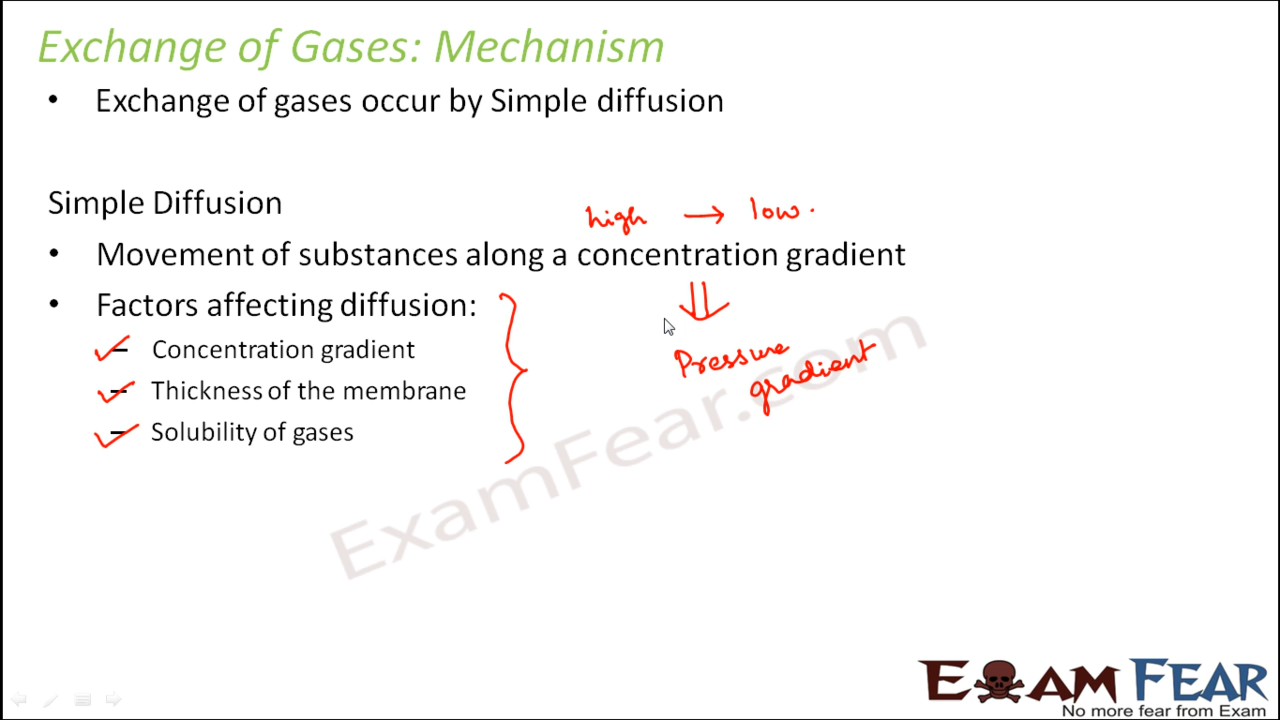 Exchange of Gases: Mechanism
• Exchange of gases occur by Simple diffusion
Simple Diffusion
high → low.
• Movement of substances along a concentration gradient
• Factors affecting diffusion:
– Concentration gradient
– Thickness of the membrane
– Solubility of gases
Pressure
gradient
ExamFear.com
EXAM FEAR
No more fear from Exam